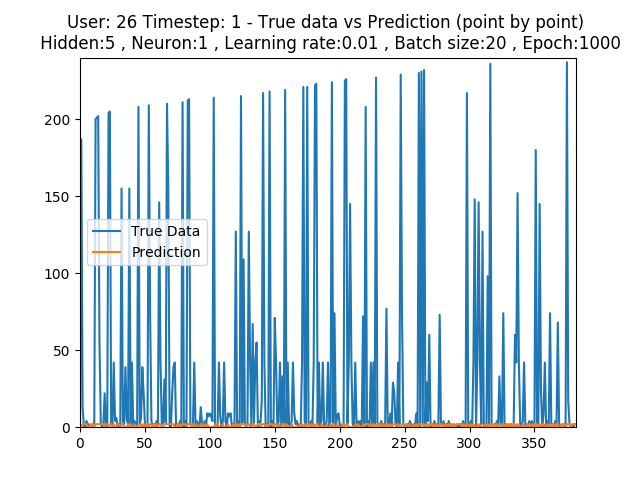 User: 26 Timestep: 1 - True data vs Prediction (point by point)
Hidden:5 , Neuron:1 , Learning rate:0.01 , Batch size:20 , Epoch:1000
200
150
100
50
0
True Data
Prediction
0 50 100 150 200 250 300 350